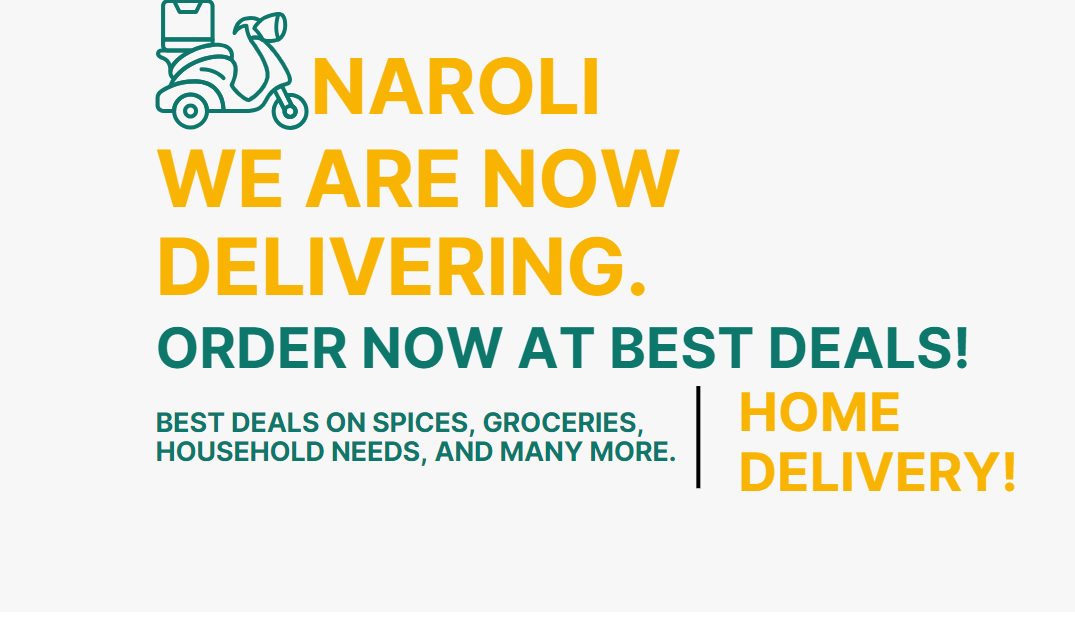 NAROLI
WE ARE NOW
DELIVERING.
ORDER NOW AT BEST DEALS!
BEST DEALS ON SPICES, GROCERIES,
HOUSEHOLD NEEDS, AND MANY MORE.
HOME
DELIVERY!